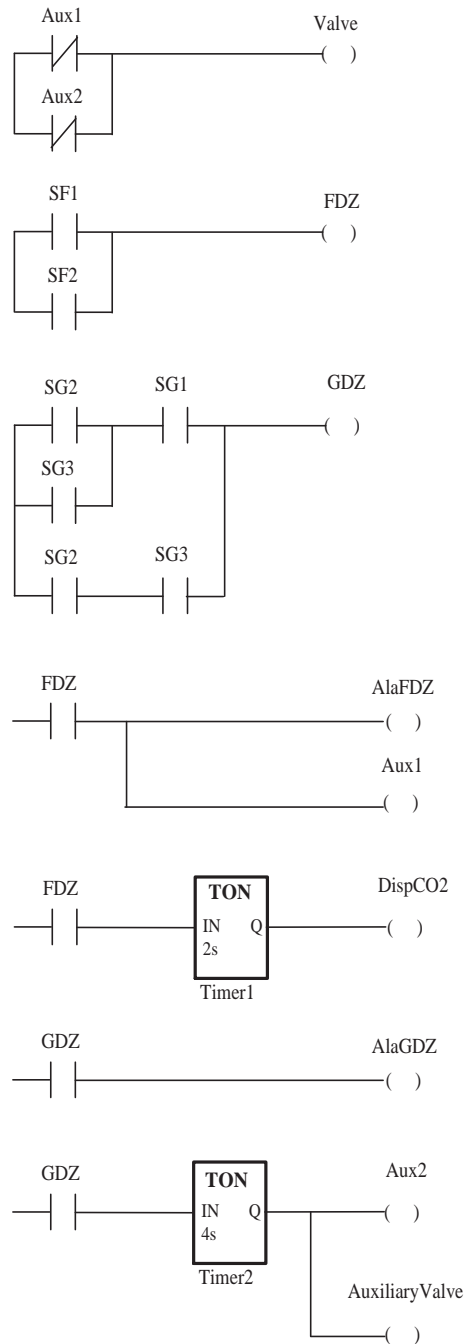 Aux1
Valve
( )
Aux2
SF1
FDZ
( )
SF2
SG2 SG1 GDZ
( )
SG3
SG2 SG3
FDZ AlaFDZ
( )
Aux1
( )
FDZ TON DispCO2
IN Q ( )
2s
Timer1
GDZ AlaGDZ
( )
GDZ TON Aux2
IN Q ( )
4s
Timer2
AuxiliaryValve
( )